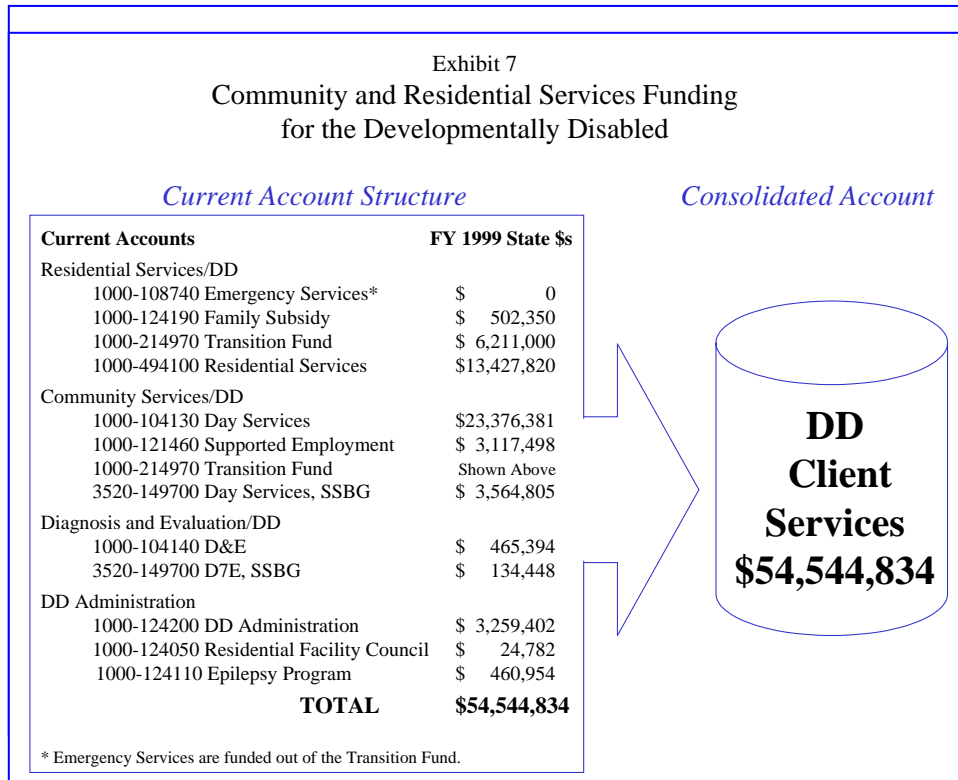 Exhibit 7
Community and Residential Services Funding
for the Developmentally Disabled
Current Account Structure
Consolidated Account
Current Accounts FY 1999 State $s
Residential Services/DD
1000-108740 Emergency Services* $ 0
1000-124190 Family Subsidy $ 502,350
1000-214970 Transition Fund $ 6,211,000
1000-494100 Residential Services $13,427,820
Community Services/DD
1000-104130 Day Services $23,376,381
1000-121460 Supported Employment $ 3,117,498
1000-214970 Transition Fund Shown Above
3520-149700 Day Services, SSBG $ 3,564,805
Diagnosis and Evaluation/DD
1000-104140 D&E $ 465,394
3520-149700 D7E, SSBG $ 134,448
DD Administration
1000-124200 DD Administration $ 3,259,402
1000-124050 Residential Facility Council $ 24,782
1000-124110 Epilepsy Program $ 460,954
TOTAL $54,544,834
* Emergency Services are funded out of the Transition Fund.
DD
Client
Services
$54,544,834